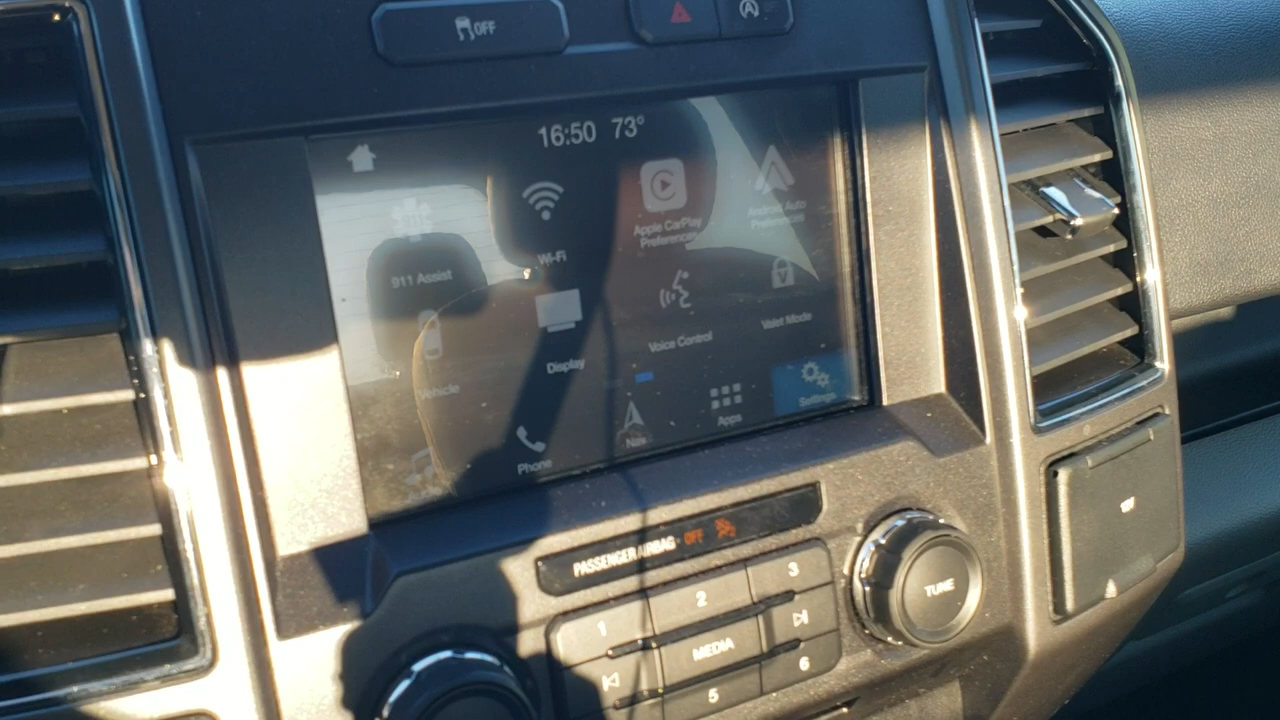 OFF
16:50 73°
911 Assist
Wi-Fi
Apple CarPlay
Preferences
Android Auto
Preferences
Vehicle
Display
Voice Control
Valet Mode
Phone
Nav
Apps
Settings
PASSENGER AIRBAG OFF
1
2
3
MEDIA
5
6
TUNE
12V